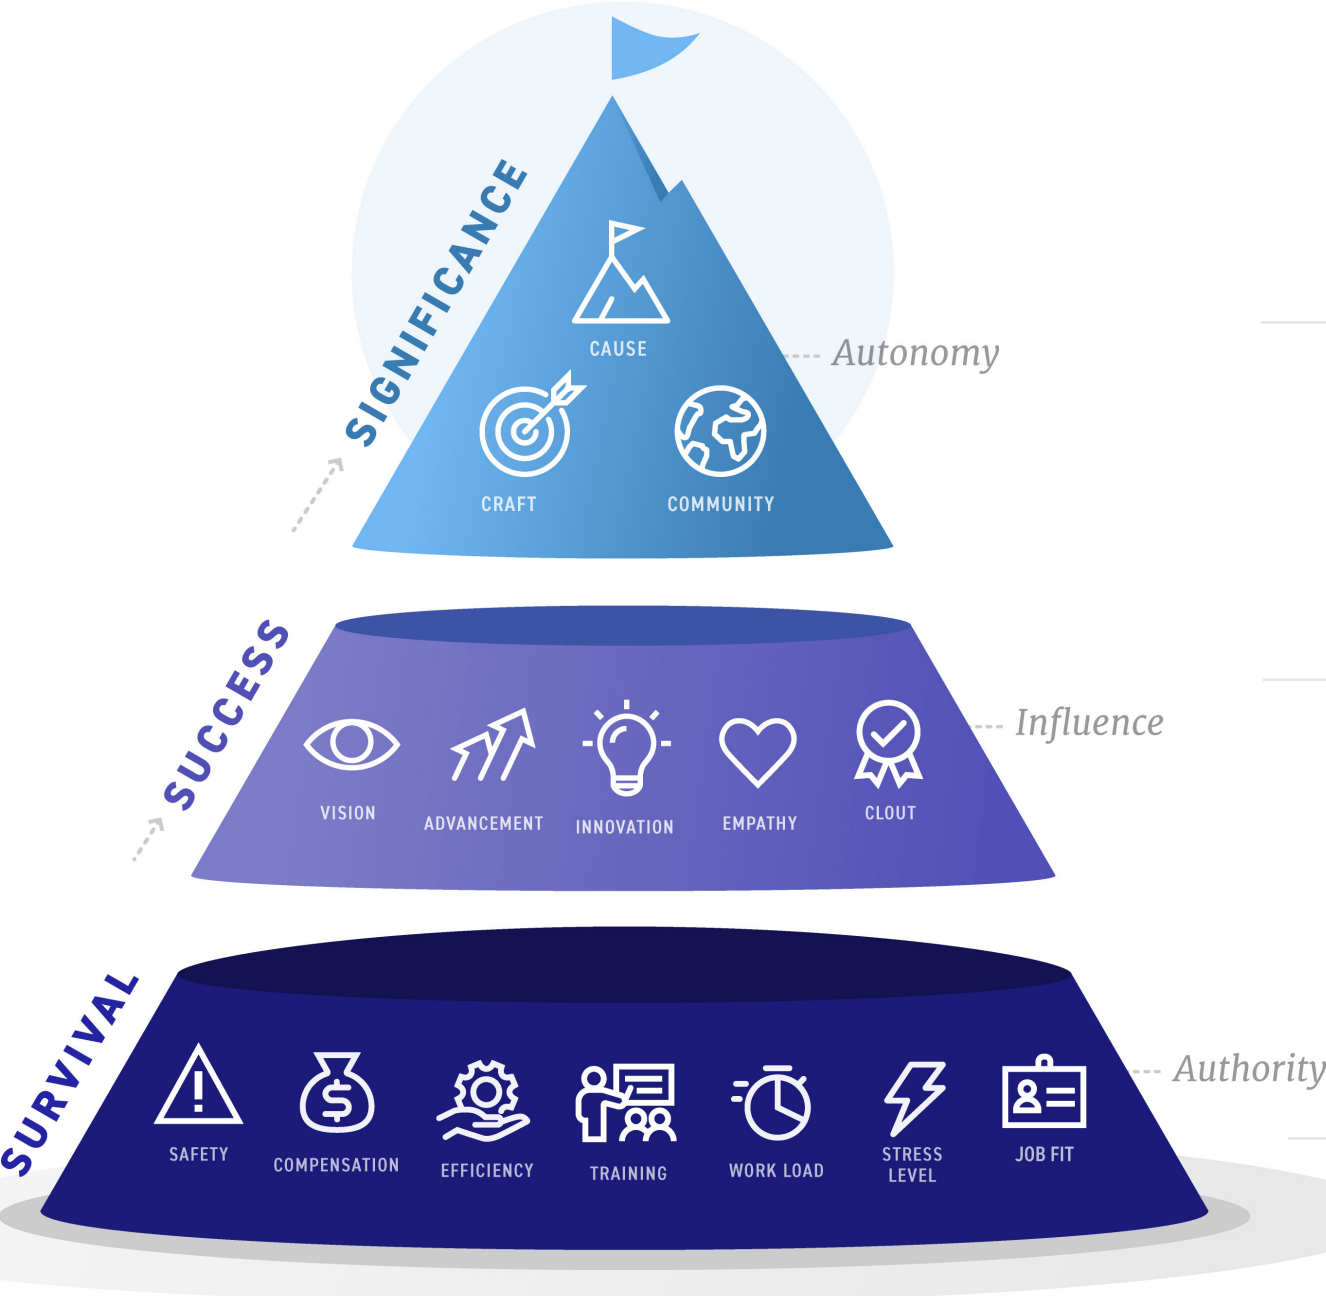 SIGNIFICANCE
CAUSE
Autonomy
CRAFT
COMMUNITY
SUCCESS
Influence
VISION
ADVANCEMENT
INNOVATION
EMPATHY
CLOUT
SURVIVAL
Authority
SAFETY
COMPENSATION
EFFICIENCY
TRAINING
WORK LOAD
STRESS
LEVEL
JOB FIT